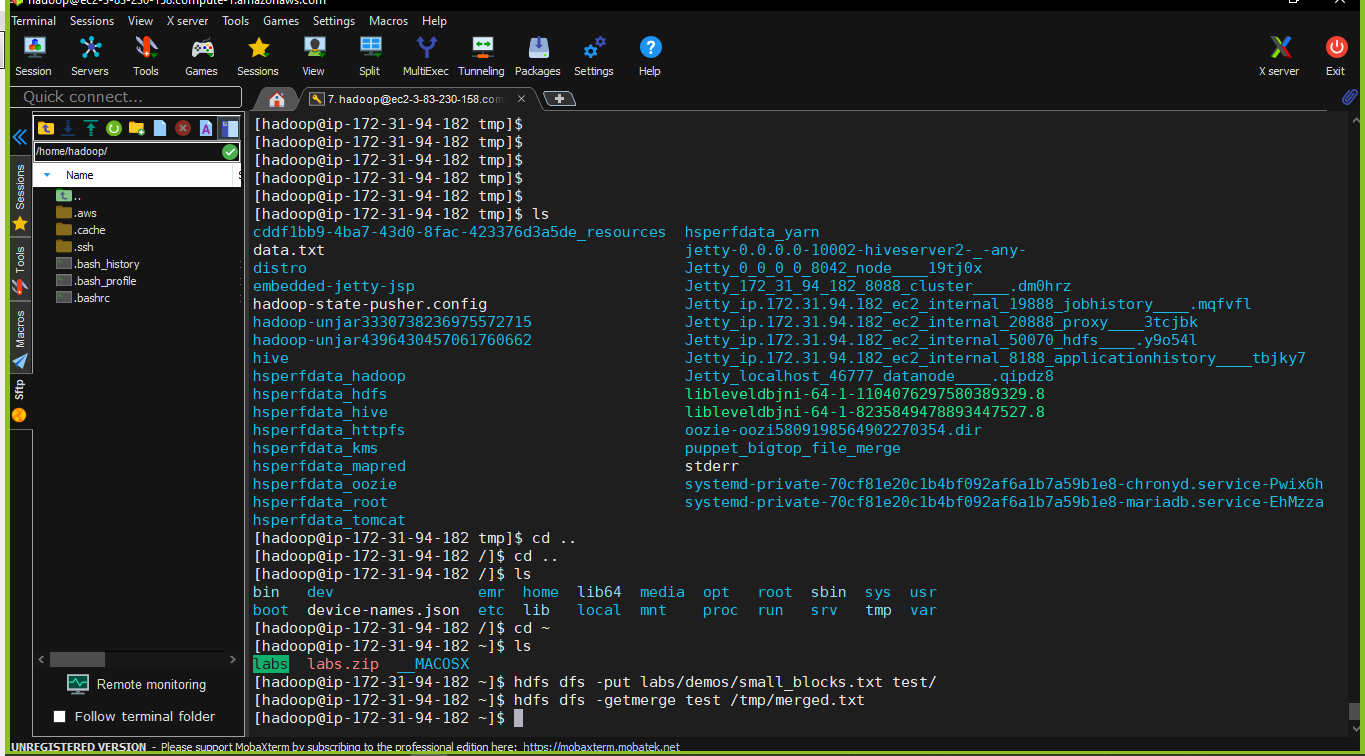 hadoop@ec2-3-83-230-158.compute-1.amazonaws.com
Terminal Sessions View X server Tools Games Settings Macros Help
Session Servers Tools Games Sessions View Split MultiExec Tunneling Packages Settings Help X server Exit
Quick connect...
7. hadoop@ec2-3-83-230-158.com
/home/hadoop/
Name
..
.aws
.cache
.ssh
.bash_history
.bash_profile
.bashrc
Sessions
Tools
Macros
Sftp
Remote monitoring
Follow terminal folder
[hadoop@ip-172-31-94-182 tmp]$
[hadoop@ip-172-31-94-182 tmp]$
[hadoop@ip-172-31-94-182 tmp]$
[hadoop@ip-172-31-94-182 tmp]$
[hadoop@ip-172-31-94-182 tmp]$
[hadoop@ip-172-31-94-182 tmp]$ ls
cddf1bb9-4ba7-43d0-8fac-423376d3a5de_resources hsperfdata_yarn
data.txt jetty-0.0.0.0-10002-hiveserver2-_-any-
distro Jetty_0_0_0_0_8042_node____19tj0x
embedded-jetty-jsp Jetty_172_31_94_182_8088_cluster____.dm0hrz
hadoop-state-pusher.config Jetty_ip.172.31.94.182_ec2_internal_19888_jobhistory____.mqfvfl
hadoop-unjar3330738236975572715 Jetty_ip.172.31.94.182_ec2_internal_20888_proxy____3tcjbk
hadoop-unjar4396430457061760662 Jetty_ip.172.31.94.182_ec2_internal_50070_hdfs____.y9o54l
hive Jetty_ip.172.31.94.182_ec2_internal_8188_applicationhistory____tbjky7
hsperfdata_hadoop Jetty_localhost_46777_datanode____.qipdz8
hsperfdata_hdfs libleveldbjni-64-1-1104076297580389329.8
hsperfdata_hive libleveldbjni-64-1-8235849478893447527.8
hsperfdata_httpfs oozie-oozi5809198564902270354.dir
hsperfdata_kms puppet_bigtop_file_merge
hsperfdata_mapred stderr
hsperfdata_oozie systemd-private-70cf81e20c1b4bf092af6a1b7a59b1e8-chronyd.service-Pwix6h
hsperfdata_root systemd-private-70cf81e20c1b4bf092af6a1b7a59b1e8-mariadb.service-EhMzza
hsperfdata_tomcat
[hadoop@ip-172-31-94-182 tmp]$ cd ..
[hadoop@ip-172-31-94-182 /]$ cd ..
[hadoop@ip-172-31-94-182 /]$ ls
bin dev emr home lib64 media opt root sbin sys usr
boot device-names.json etc lib local mnt proc run srv tmp var
[hadoop@ip-172-31-94-182 /]$ cd ~
[hadoop@ip-172-31-94-182 ~]$ ls
labs labs.zip __MACOSX
[hadoop@ip-172-31-94-182 ~]$ hdfs dfs -put labs/demos/small_blocks.txt test/
[hadoop@ip-172-31-94-182 ~]$ hdfs dfs -getmerge test /tmp/merged.txt
[hadoop@ip-172-31-94-182 ~]$
UNREGISTERED VERSION - Please support MobaXterm by subscribing to the professional edition here: https://mobaxterm.mobatek.net